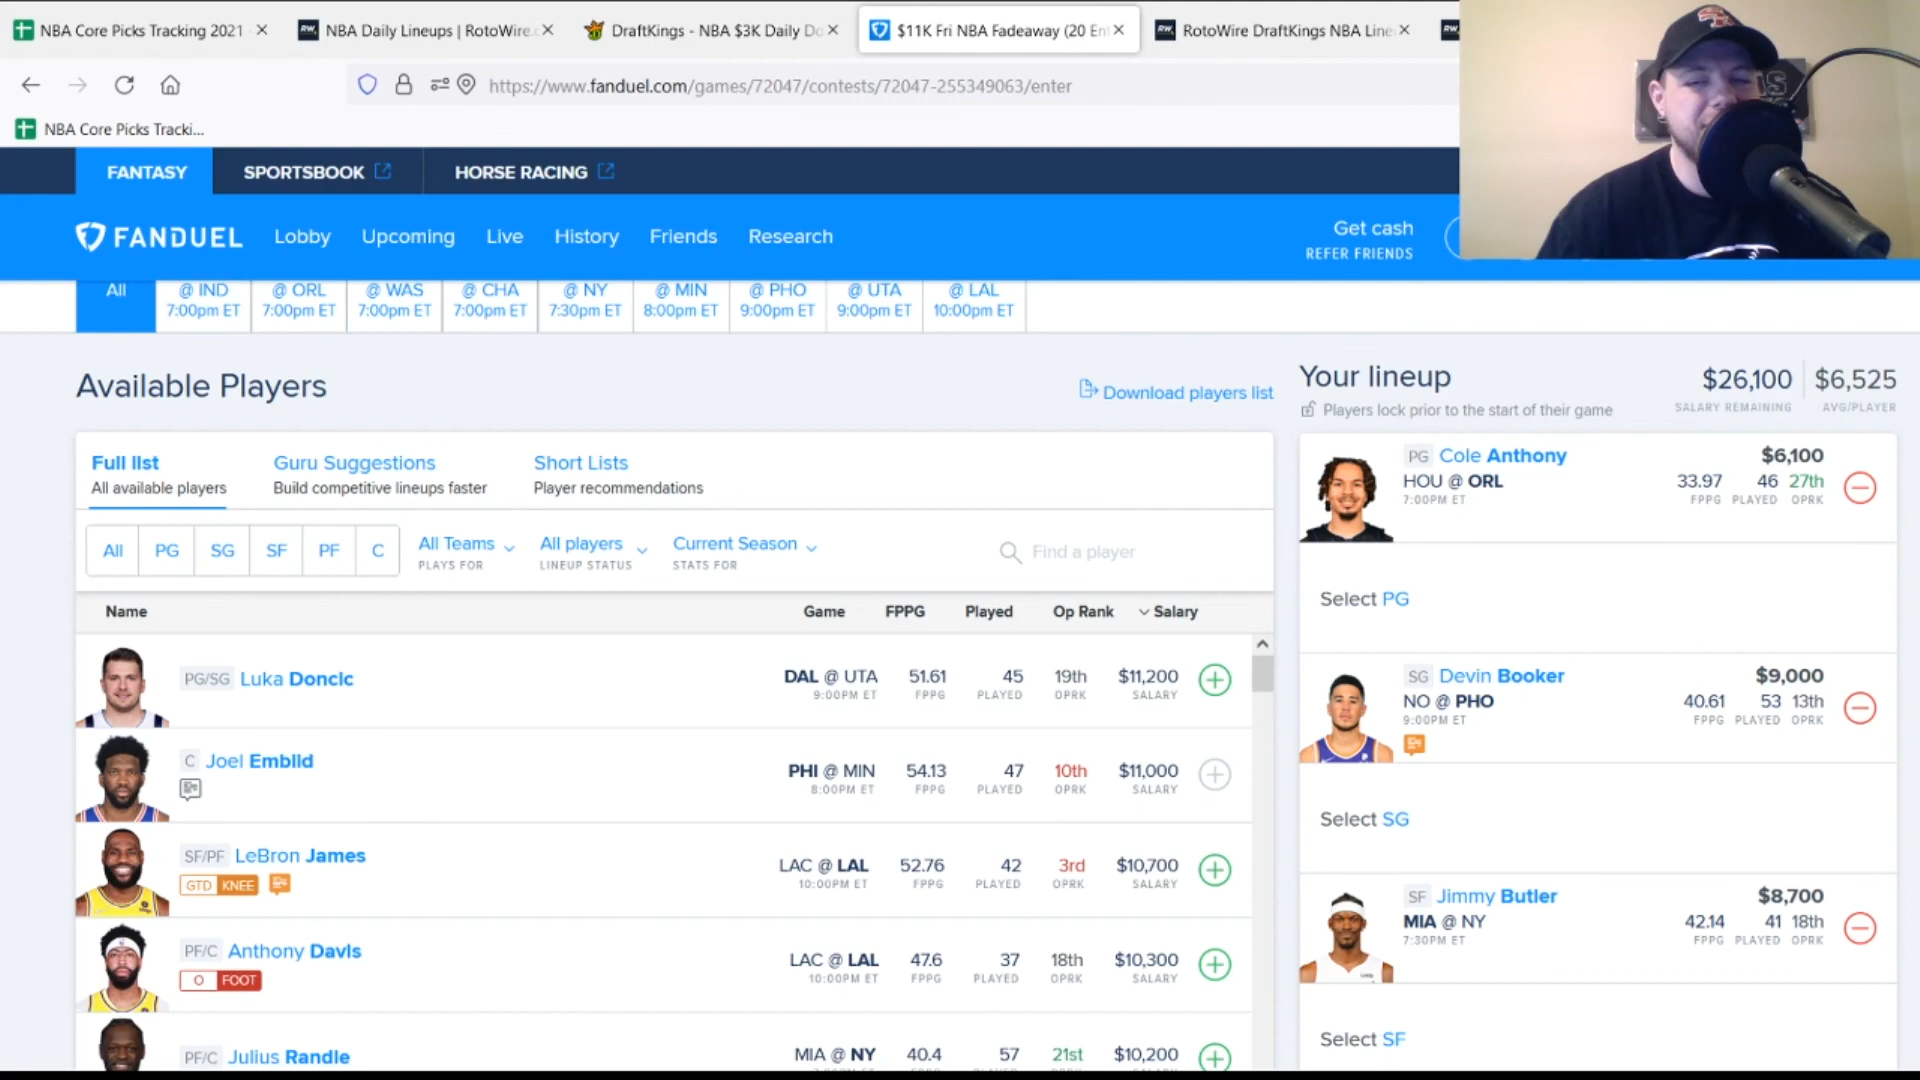 NBA Core Picks Tracking 2021
NBA Daily Lineups | RotoWire.c
DraftKings - NBA $3K Daily Do
$11K Fri NBA Fadeaway (20 Ent
RotoWire DraftKings NBA Line
https://www.fanduel.com/games/72047/contests/72047-255349063/enter
NBA Core Picks Tracki...
FANTASY
SPORTSBOOK
HORSE RACING
FANDUEL
Lobby
Upcoming
Live
History
Friends
Research
Get cash
REFER FRIENDS
All
@ IND
7:00pm ET
@ ORL
7:00pm ET
@ WAS
7:00pm ET
@ CHA
7:00pm ET
@ NY
7:30pm ET
@ MIN
8:00pm ET
@ PHO
9:00pm ET
@ UTA
9:00pm ET
@ LAL
10:00pm ET
Available Players
Download players list
Full list
All available players
Guru Suggestions
Build competitive lineups faster
Short Lists
Player recommendations
All PG SG SF PF C
All Teams
PLAYS FOR
All players
LINEUP STATUS
Current Season
STATS FOR
Find a player
Name Game FPPG Played Op Rank Salary
PG/SG Luka Doncic DAL @ UTA 51.61 45 19th $11,200
9:00PM ET FPPG PLAYED OPRK SALARY
C Joel Embiid PHI @ MIN 54.13 47 10th $11,000
8:00PM ET FPPG PLAYED OPRK SALARY
SF/PF LeBron James LAC @ LAL 52.76 42 3rd $10,700
GTD KNEE 10:00PM ET FPPG PLAYED OPRK SALARY
PF/C Anthony Davis LAC @ LAL 47.6 37 18th $10,300
O FOOT 10:00PM ET FPPG PLAYED OPRK SALARY
PF/C Julius Randle MIA @ NY 40.4 57 21st $10,200
Your lineup
Players lock prior to the start of their game
$26,100
SALARY REMAINING
$6,525
AVG/PLAYER
PG Cole Anthony $6,100
HOU @ ORL 33.97 46 27th
7:00PM ET FPPG PLAYED OPRK
Select PG
SG Devin Booker $9,000
NO @ PHO 40.61 53 13th
9:00PM ET FPPG PLAYED OPRK
Select SG
SF Jimmy Butler $8,700
MIA @ NY 42.14 41 18th
7:30PM ET FPPG PLAYED OPRK
Select SF